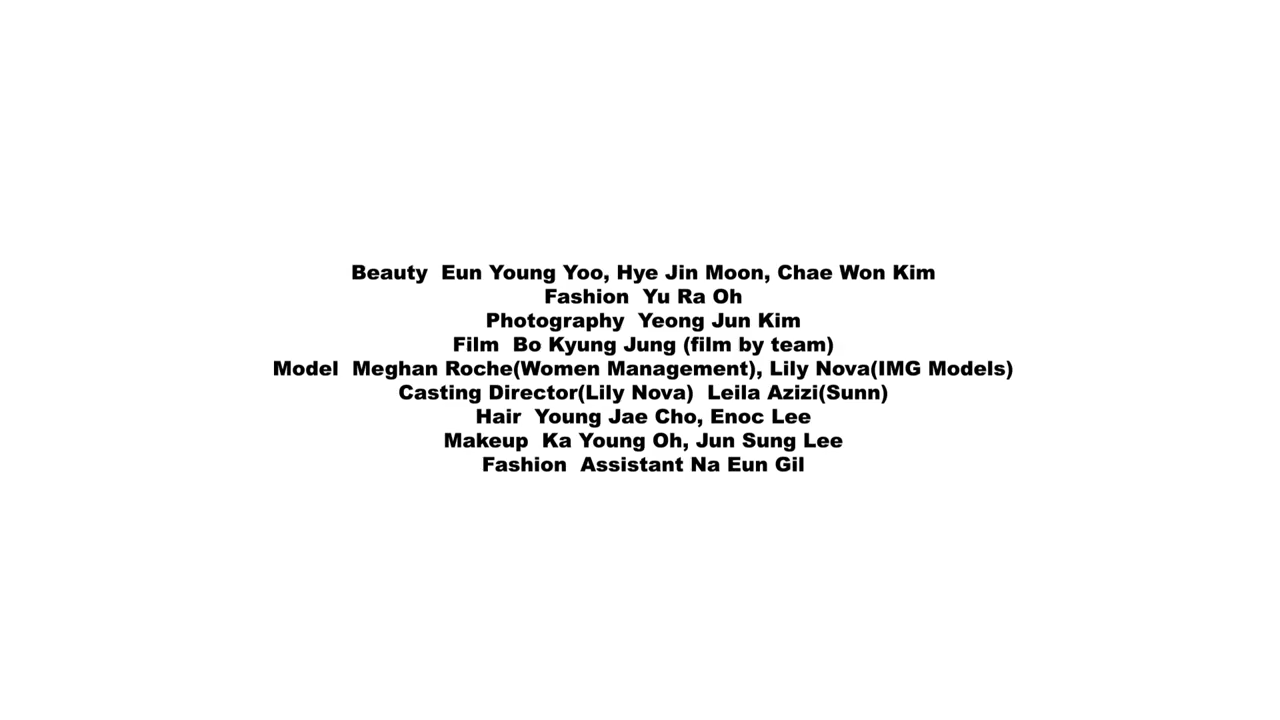 Beauty  Eun Young Yoo, Hye Jin Moon, Chae Won Kim
Fashion  Yu Ra Oh
Photography  Yeong Jun Kim
Film  Bo Kyung Jung (film by team)
Model  Meghan Roche(Women Management), Lily Nova(IMG Models)
Casting Director(Lily Nova)  Leila Azizi(Sunn)
Hair  Young Jae Cho, Enoc Lee
Makeup  Ka Young Oh, Jun Sung Lee
Fashion  Assistant Na Eun Gil